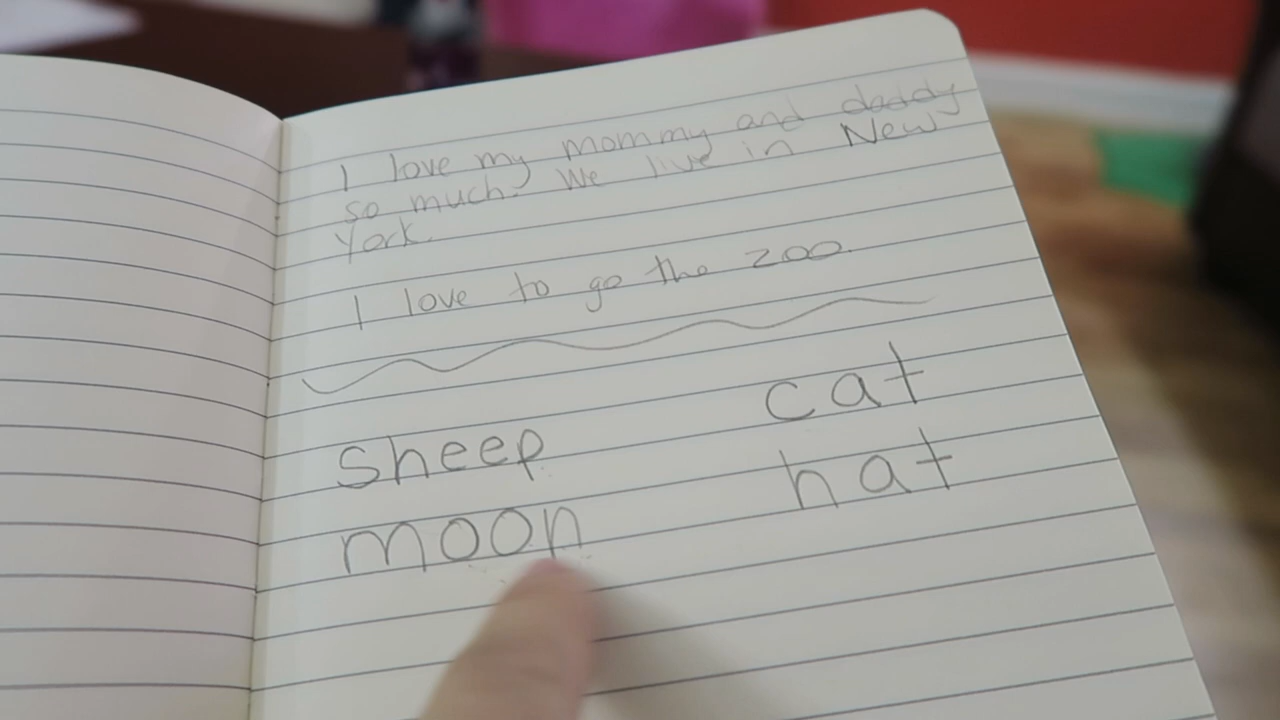 I love my mommy and daddy
so much. We live in New
York.
I love to go the zoo.
sheep
cat
moon
hat